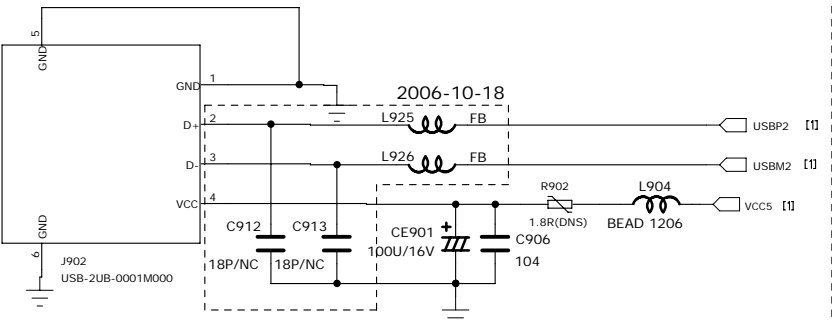 5
GND
GND 1
2006-10-18
D+ 2
L925 FB
USBP2 [1]
D- 3
L926 FB
USBM2 [1]
VCC 4
R902
L904
VCC5 [1]
1.8R(DNS)
BEAD 1206
GND
6
C912 C913
CE901
+
100U/16V
C906
104
18P/NC 18P/NC
J902
USB-2UB-0001M000